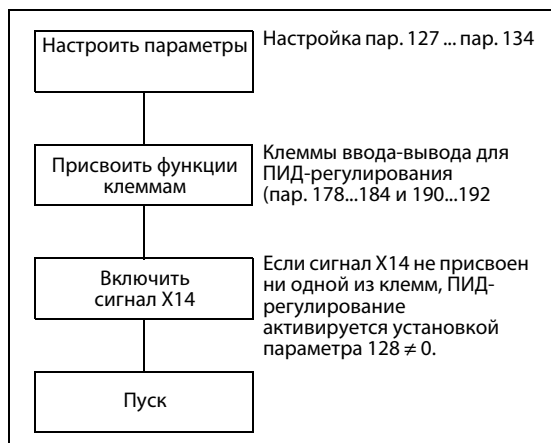 Настроить параметры
Настройка пар. 127 ... пар. 134
Присвоить функции
клеммам
Клеммы ввода-вывода для
ПИД-регулирования
(пар. 178...184 и 190...192
Включить
сигнал X14
Если сигнал X14 не присвоен
ни одной из клемм, ПИД-
регулирование
активируется установкой
параметра 128 ≠ 0.
Пуск